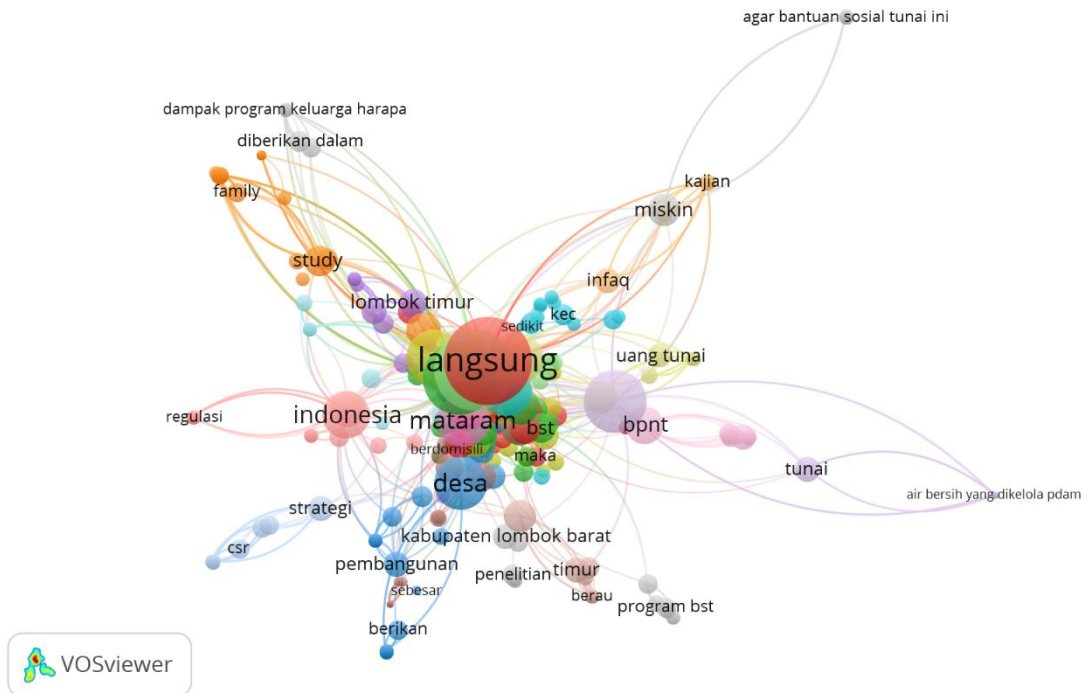 agar bantuan sosial tunai ini
dampak program keluarga harapa
diberikan dalam
family
kajian
miskin
study
infaq
lombok timur
kec
sedikit
langsung
uang tunai
regulasi
indonesia
mataram
bst
bpnt
berdomisili
maka
tunai
desa
air bersih yang dikelola pdam
strategi
kabupaten lombok barat
csr
pembangunan
penelitian
timur
sebesar
berau
program bst
berikan
VOSviewer